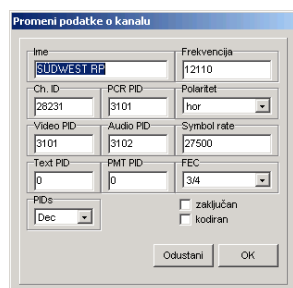 Promeni podatke o kanalu
Ime Frekvencija
SÜDWEST RP 12110
Ch. ID PCR PID Polaritet
28231 3101 hor
Video PID Audio PID Symbol rate
3101 3102 27500
Text PID PMT PID FEC
0 0 3/4
PIDs
Dec
zaključan
kodiran
Odustani OK